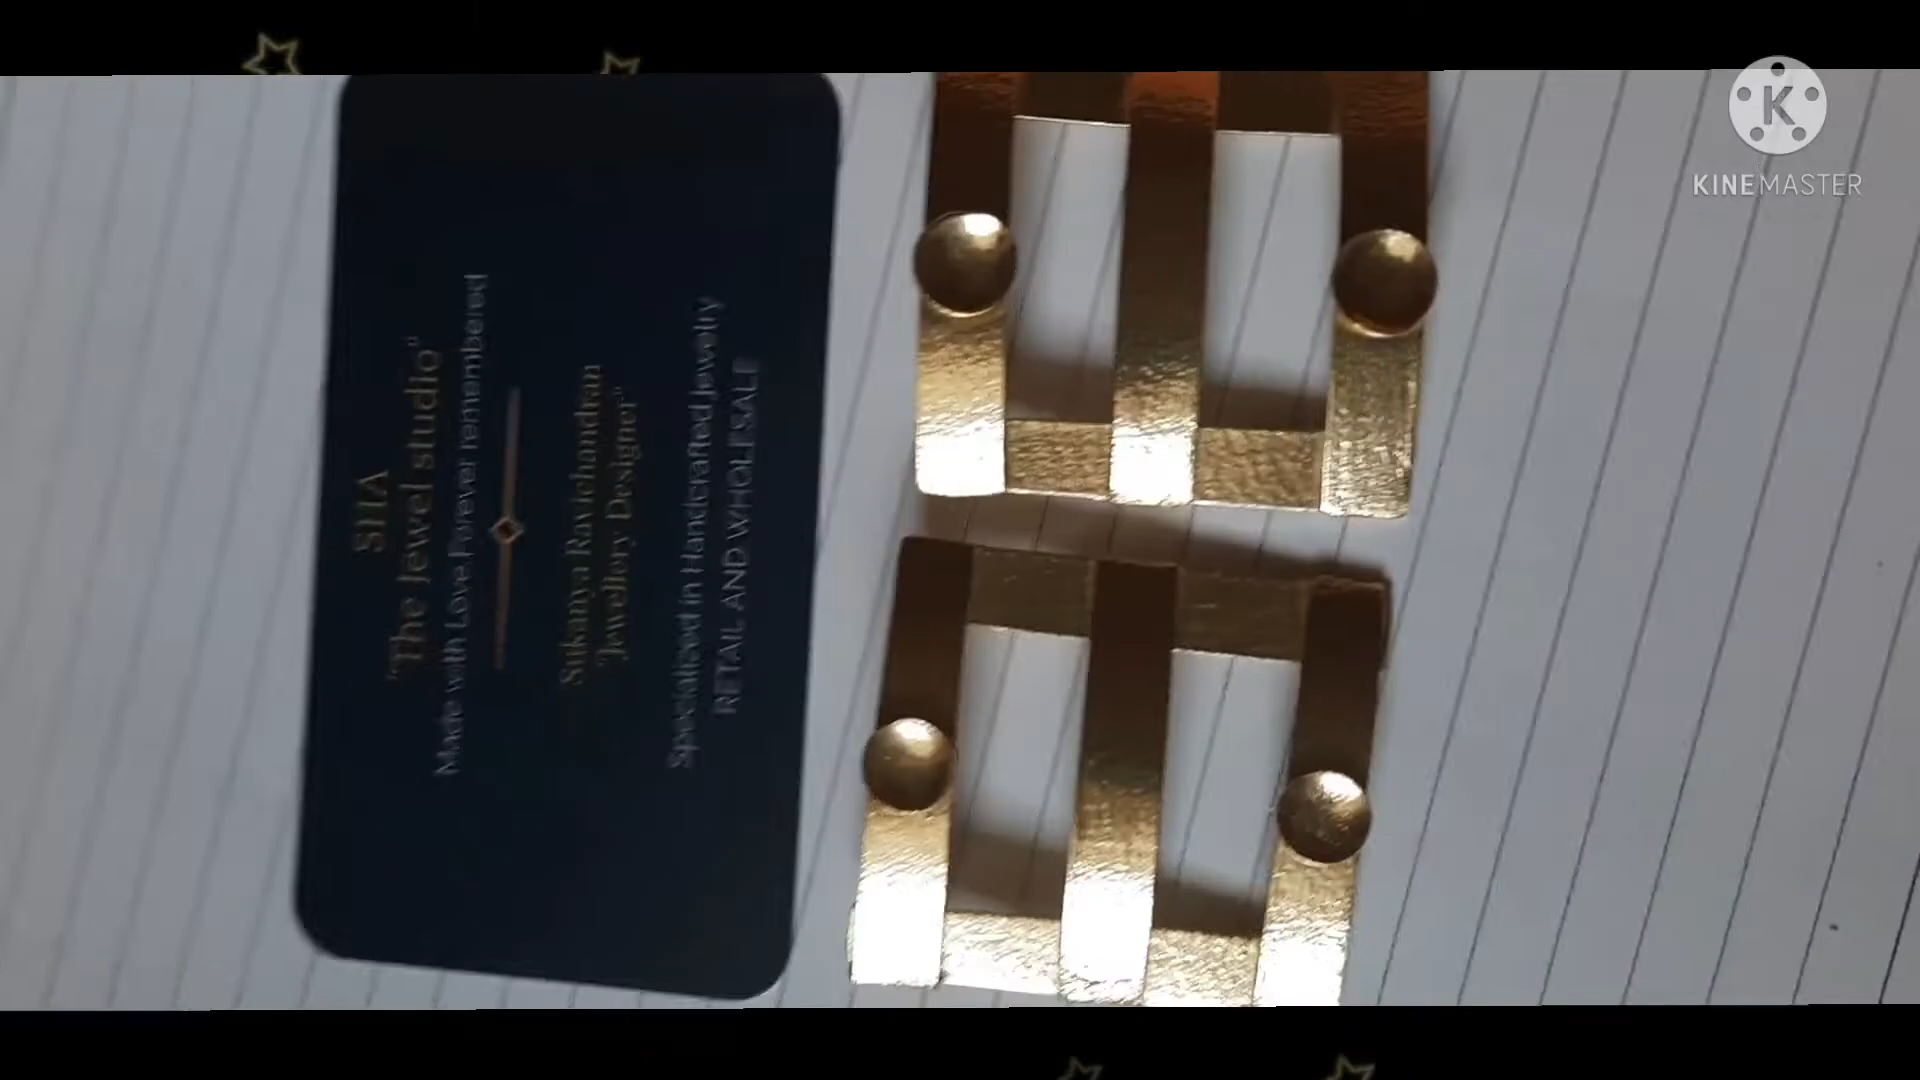 SHA
"The Jewel studio"
Made with Love, Forever remembered
Sukanya Ravichandran
"Jewellery Designer"
Specialized in Handcrafted jewelry
RETAIL AND WHOLESALE
K
KINEMASTER